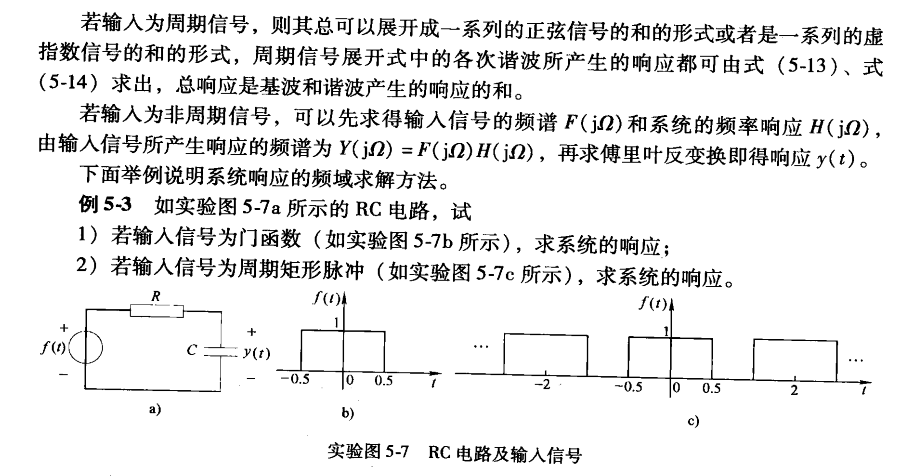 若输入为周期信号，则其总可以展开成一系列的正弦信号的和的形式或者是一系列的虚
指数信号的和的形式，周期信号展开式中的各次谐波所产生的响应都可由式（5-13）、式
（5-14）求出，总响应是基波和谐波产生的响应的和。
若输入为非周期信号，可以先求得输入信号的频谱 F(jΩ)和系统的频率响应 H(jΩ)，
由输入信号所产生响应的频谱为 Y(jΩ) = F(jΩ)H(jΩ)，再求傅里叶反变换即得响应 y(t)。
下面举例说明系统响应的频域求解方法。
例 5-3 如实验图 5-7a 所示的 RC 电路，试
1）若输入信号为门函数（如实验图 5-7b 所示），求系统的响应；
2）若输入信号为周期矩形脉冲（如实验图 5-7c 所示），求系统的响应。
R
+
f(t)
−
C
+
y(t)
−
a)
f(t)
1
−0.5 0 0.5 t
b)
f(t)
1
… …
−2 −0.5 0 0.5 2 t
c)
实验图 5-7 RC 电路及输入信号